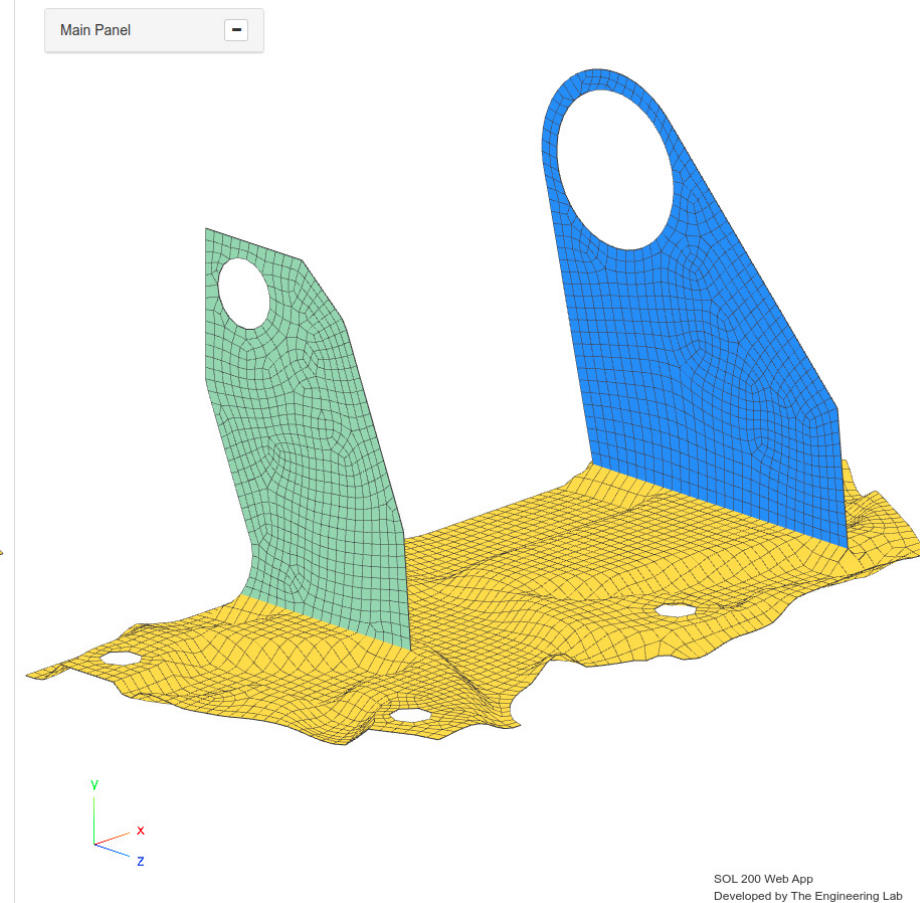 Main Panel
Y
X
Z
SOL 200 Web App
Developed by The Engineering Lab